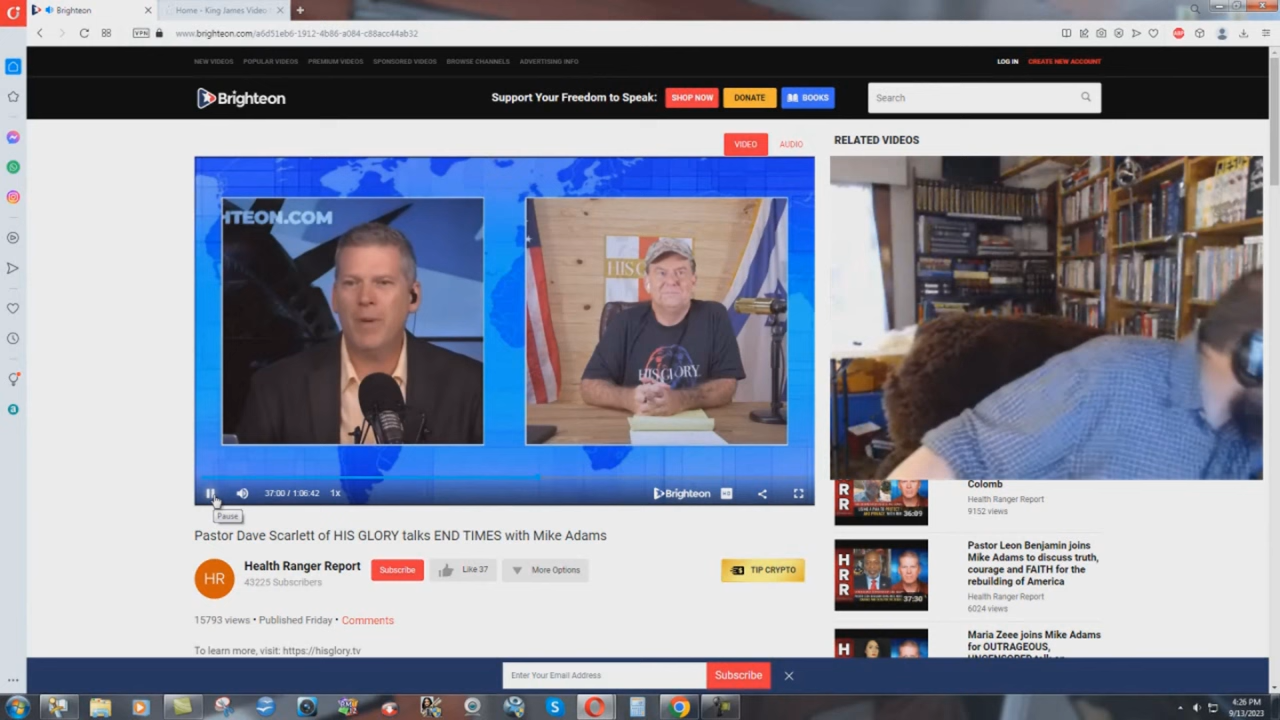 Brighteon
Home - King James Video
VPN
www.brighteon.com/a6d51eb6-1912-4b86-a084-c88acc44ab32
NEW VIDEOS POPULAR VIDEOS PREMIUM VIDEOS SPONSORED VIDEOS BROWSE CHANNELS ADVERTISING INFO
LOG IN CREATE NEW ACCOUNT
Brighteon
Support Your Freedom to Speak: SHOP NOW DONATE BOOKS
Search
VIDEO AUDIO
RELATED VIDEOS
HTEON.COM
HIS GLORY
37:00 / 1:06:42 1x
Brighteon
Pause
Pastor Dave Scarlett of HIS GLORY talks END TIMES with Mike Adams
HR
Health Ranger Report
43225 Subscribers
Subscribe
Like 37
More Options
TIP CRYPTO
15793 views • Published Friday • Comments
To learn more, visit: https://hisglory.tv
Colomb
Health Ranger Report
9152 views
36:09
Pastor Leon Benjamin joins
Mike Adams to discuss truth,
courage and FAITH for the
rebuilding of America
Health Ranger Report
6024 views
HRR
37:30
Maria Zeee joins Mike Adams
for OUTRAGEOUS,
Enter Your Email Address
Subscribe
4:26 PM
9/13/2023